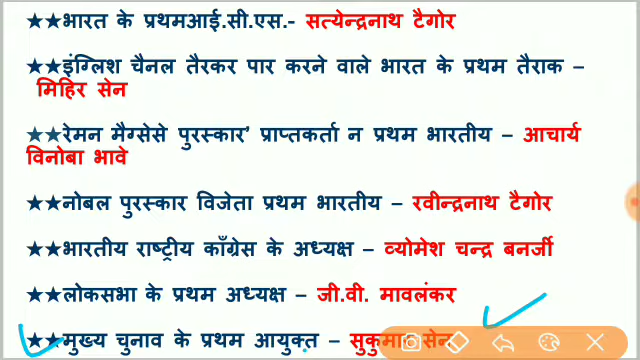 ★★भारत के प्रथमआई.सी.एस.- सत्येन्द्रनाथ टैगोर
★★इंग्लिश चैनल तैरकर पार करने वाले भारत के प्रथम तैराक –
मिहिर सेन
★★रेमन मैग्सेसे पुरस्कार’ प्राप्तकर्ता न प्रथम भारतीय – आचार्य
विनोबा भावे
★★नोबल पुरस्कार विजेता प्रथम भारतीय – रवीन्द्रनाथ टैगोर
★★भारतीय राष्ट्रीय काँग्रेस के अध्यक्ष – व्योमेश चन्द्र बनर्जी
★★लोकसभा के प्रथम अध्यक्ष – जी.वी. मावलंकर
★★मुख्य चुनाव के प्रथम आयुक्त – सुकुमार सेन